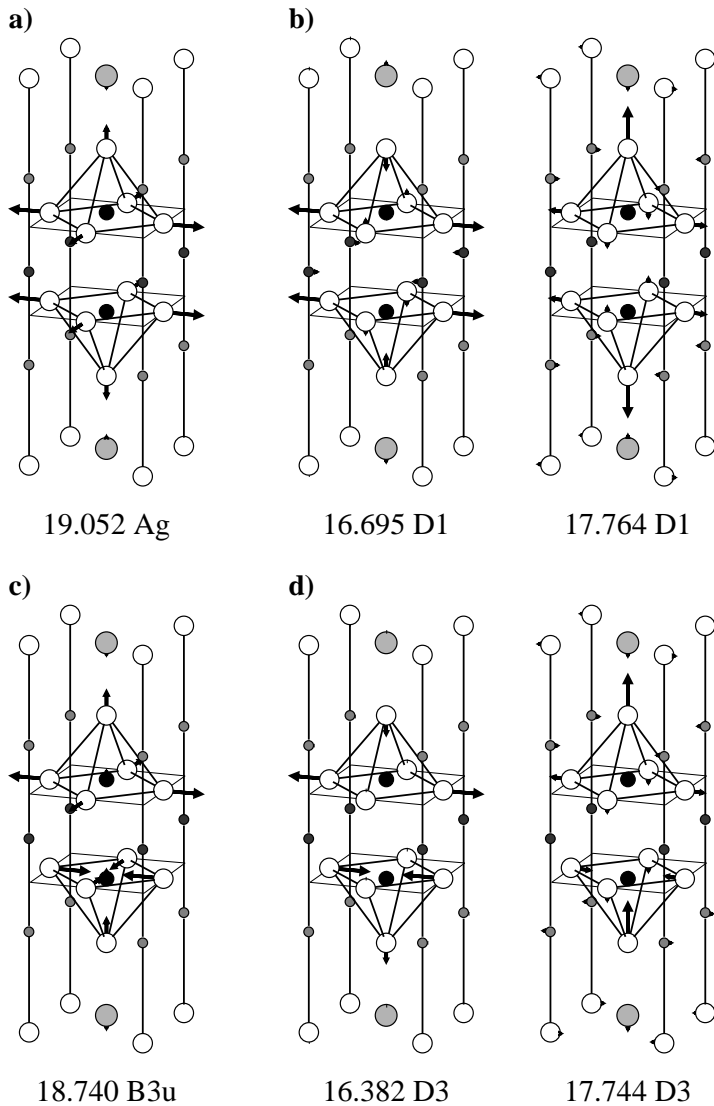 a)
b)
19.052 Ag
16.695 D1
17.764 D1
c)
d)
18.740 B3u
16.382 D3
17.744 D3